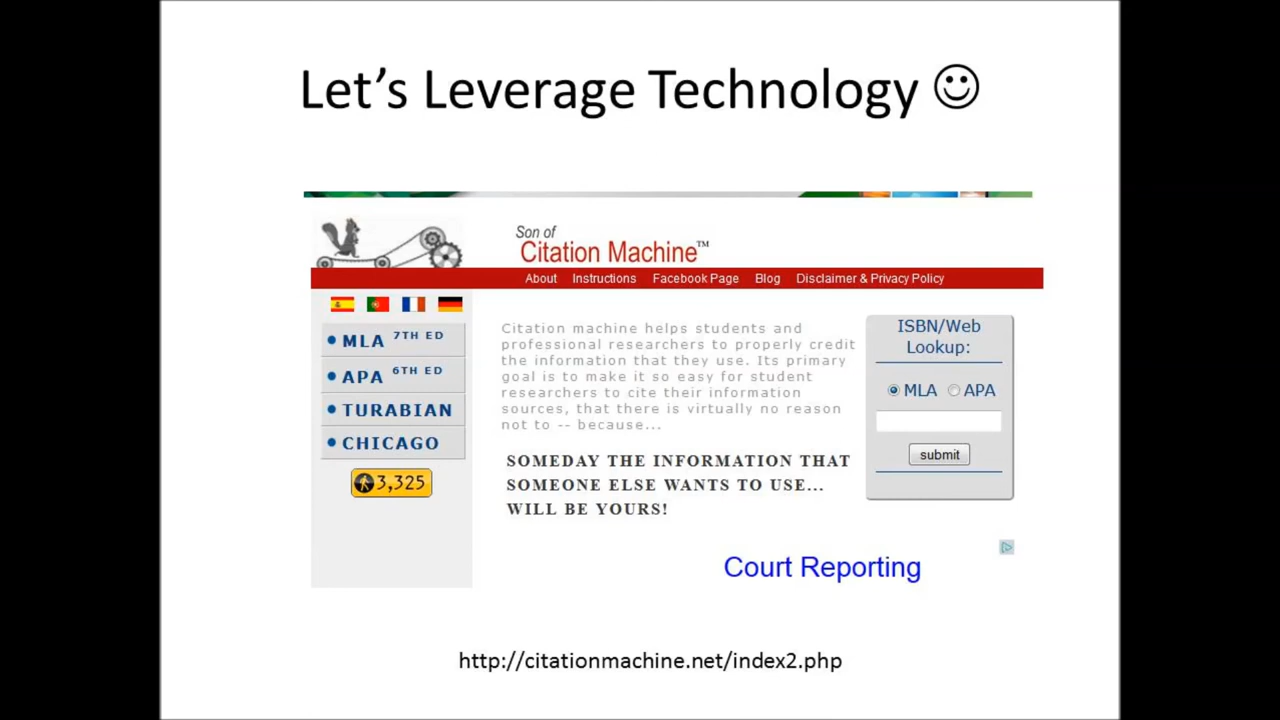 Let's Leverage Technology ☺
Son of
Citation Machine™
About Instructions Facebook Page Blog Disclaimer & Privacy Policy
MLA 7TH ED
APA 6TH ED
TURABIAN
CHICAGO
3,325
Citation machine helps students and
professional researchers to properly credit
the information that they use. Its primary
goal is to make it so easy for student
researchers to cite their information
sources, that there is virtually no reason
not to -- because...
SOMEDAY THE INFORMATION THAT
SOMEONE ELSE WANTS TO USE...
WILL BE YOURS!
ISBN/Web
Lookup:
MLA APA
submit
Court Reporting
http://citationmachine.net/index2.php